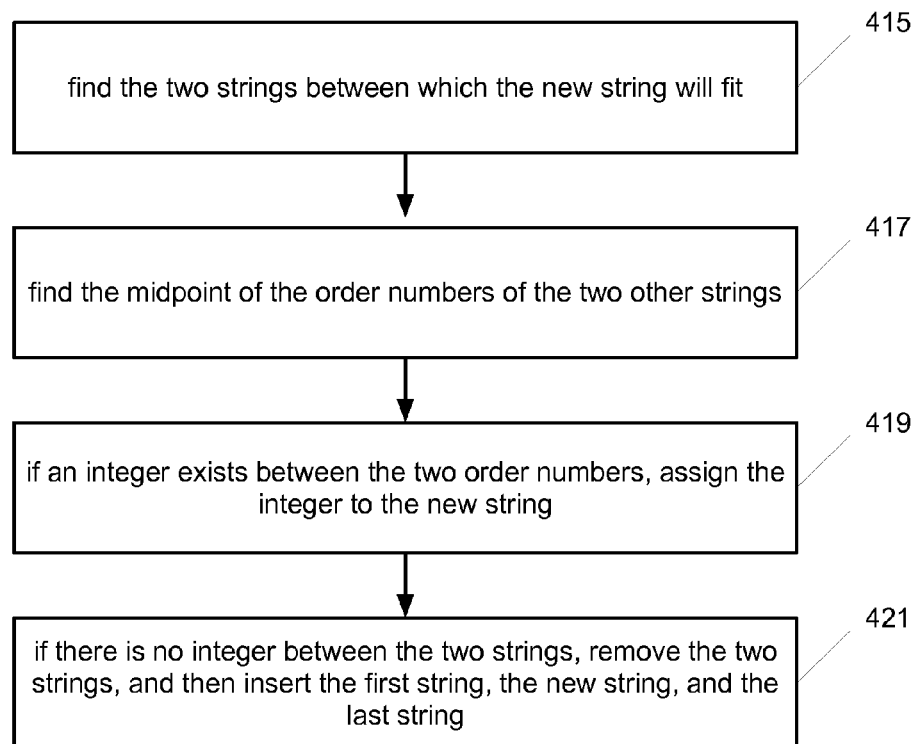 415
find the two strings between which the new string will fit
417
find the midpoint of the order numbers of the two other strings
419
if an integer exists between the two order numbers, assign the
integer to the new string
421
if there is no integer between the two strings, remove the two
strings, and then insert the first string, the new string, and the
last string